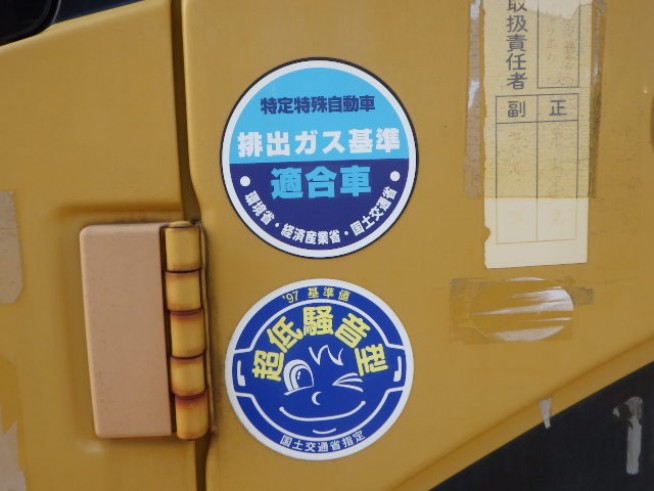 特定特殊自動車
排出ガス基準
適合車
・環境省・経済産業省・国土交通省・
'97 基準値
超低騒音型
国土交通省指定
取扱責任者
正
副